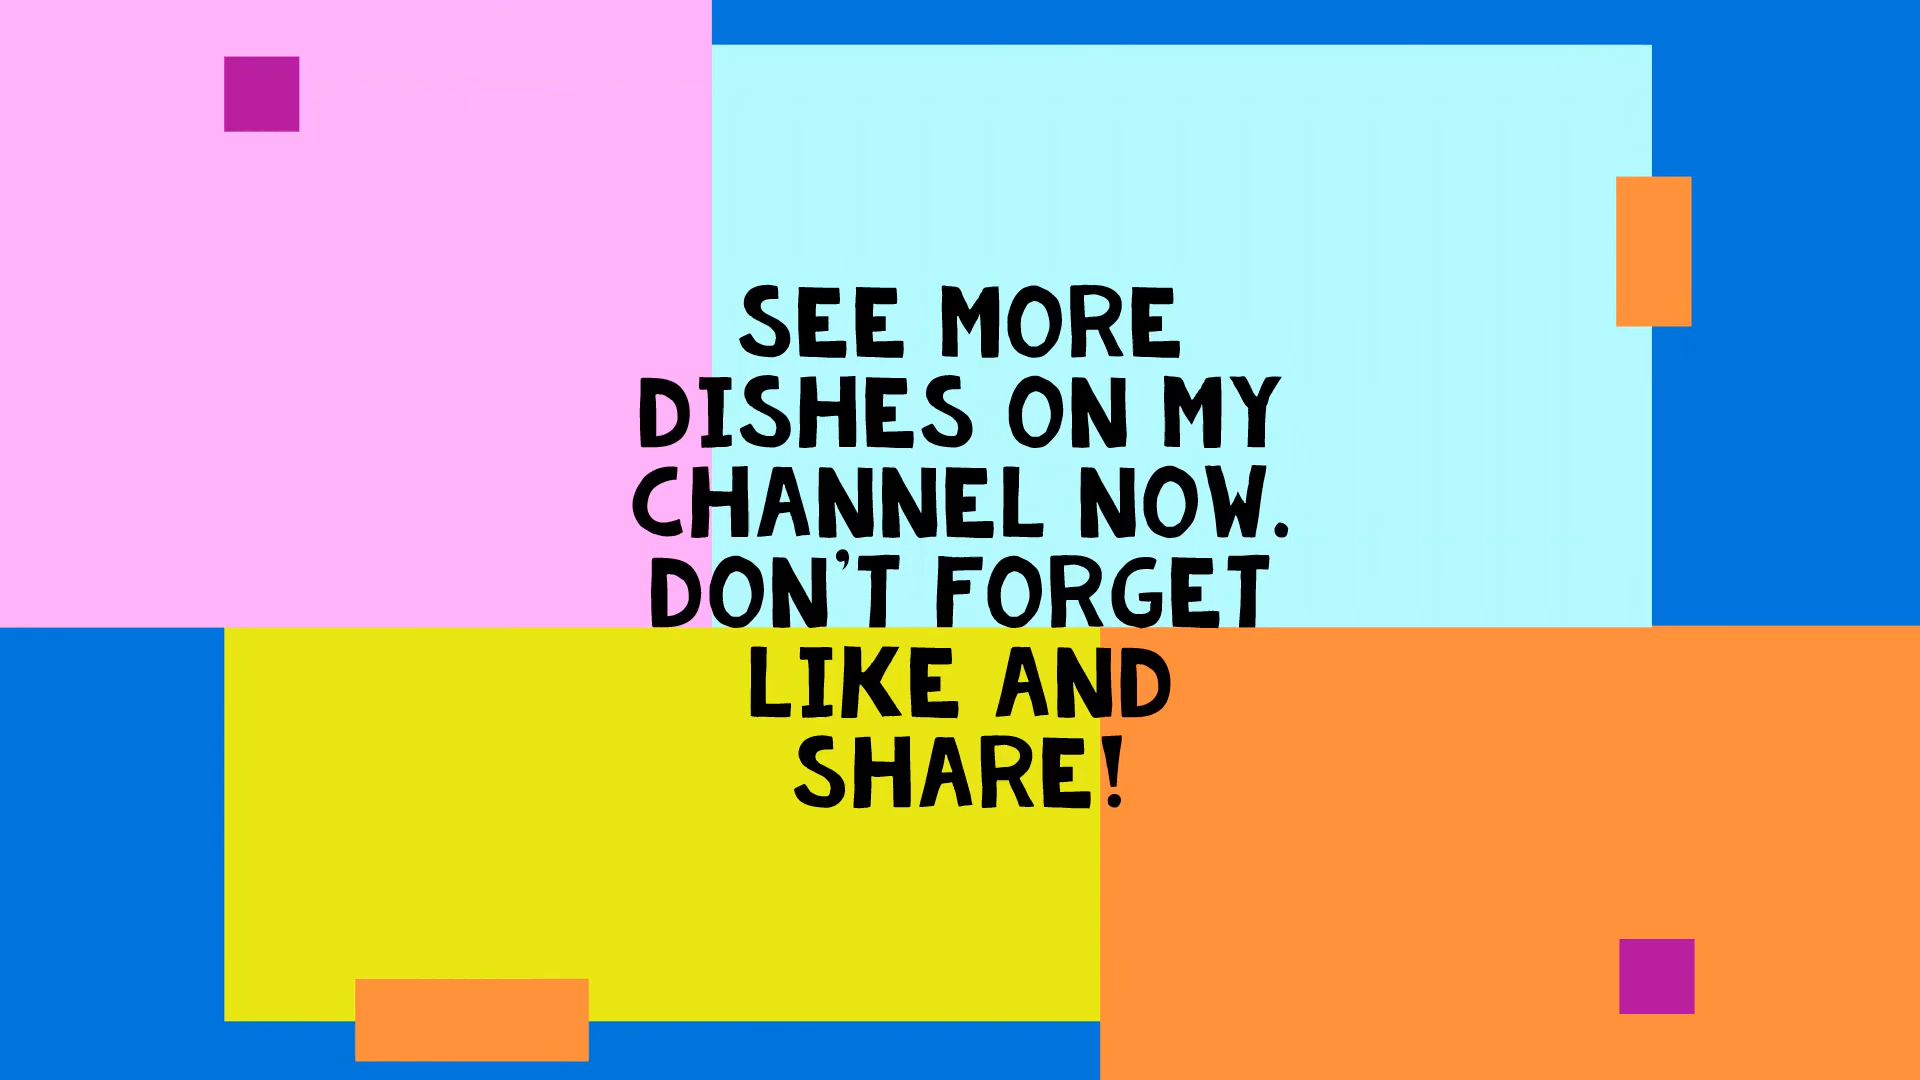 SEE MORE
DISHES ON MY
CHANNEL NOW.
DON'T FORGET
LIKE AND
SHARE!